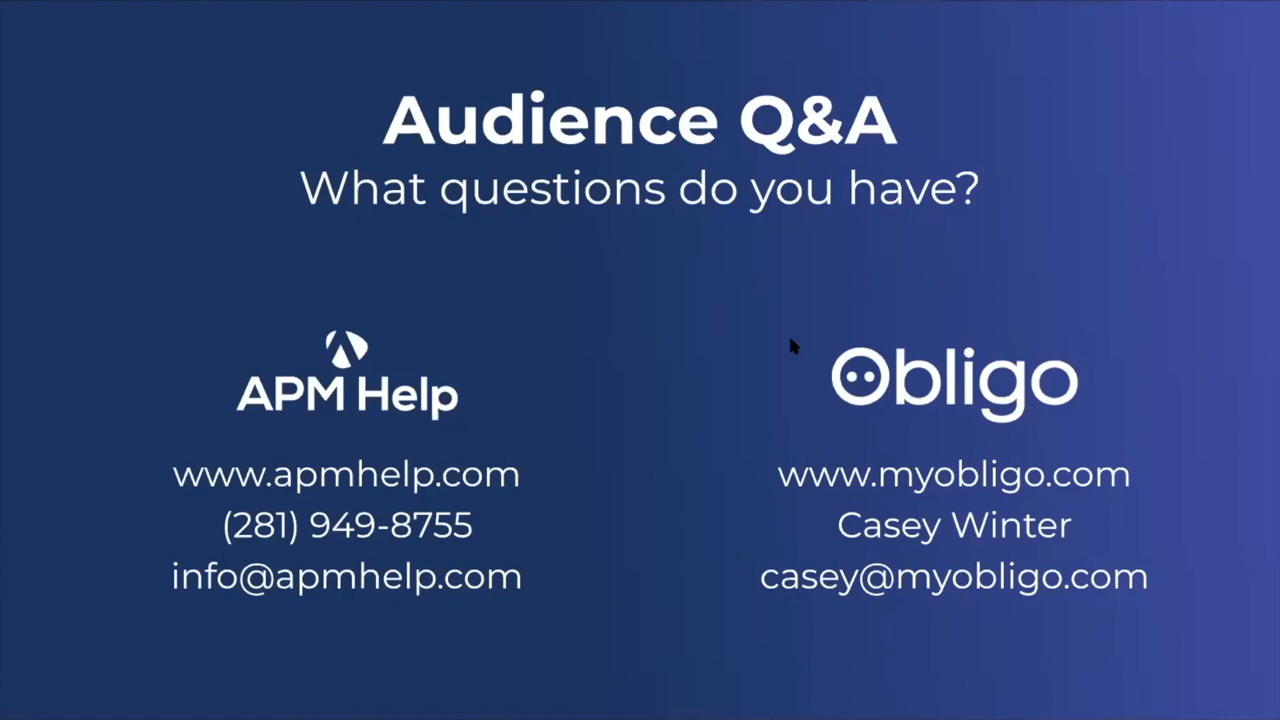 Audience Q&A
What questions do you have?
APM Help
www.apmhelp.com
(281) 949-8755
info@apmhelp.com
Obligo
www.myobligo.com
Casey Winter
casey@myobligo.com